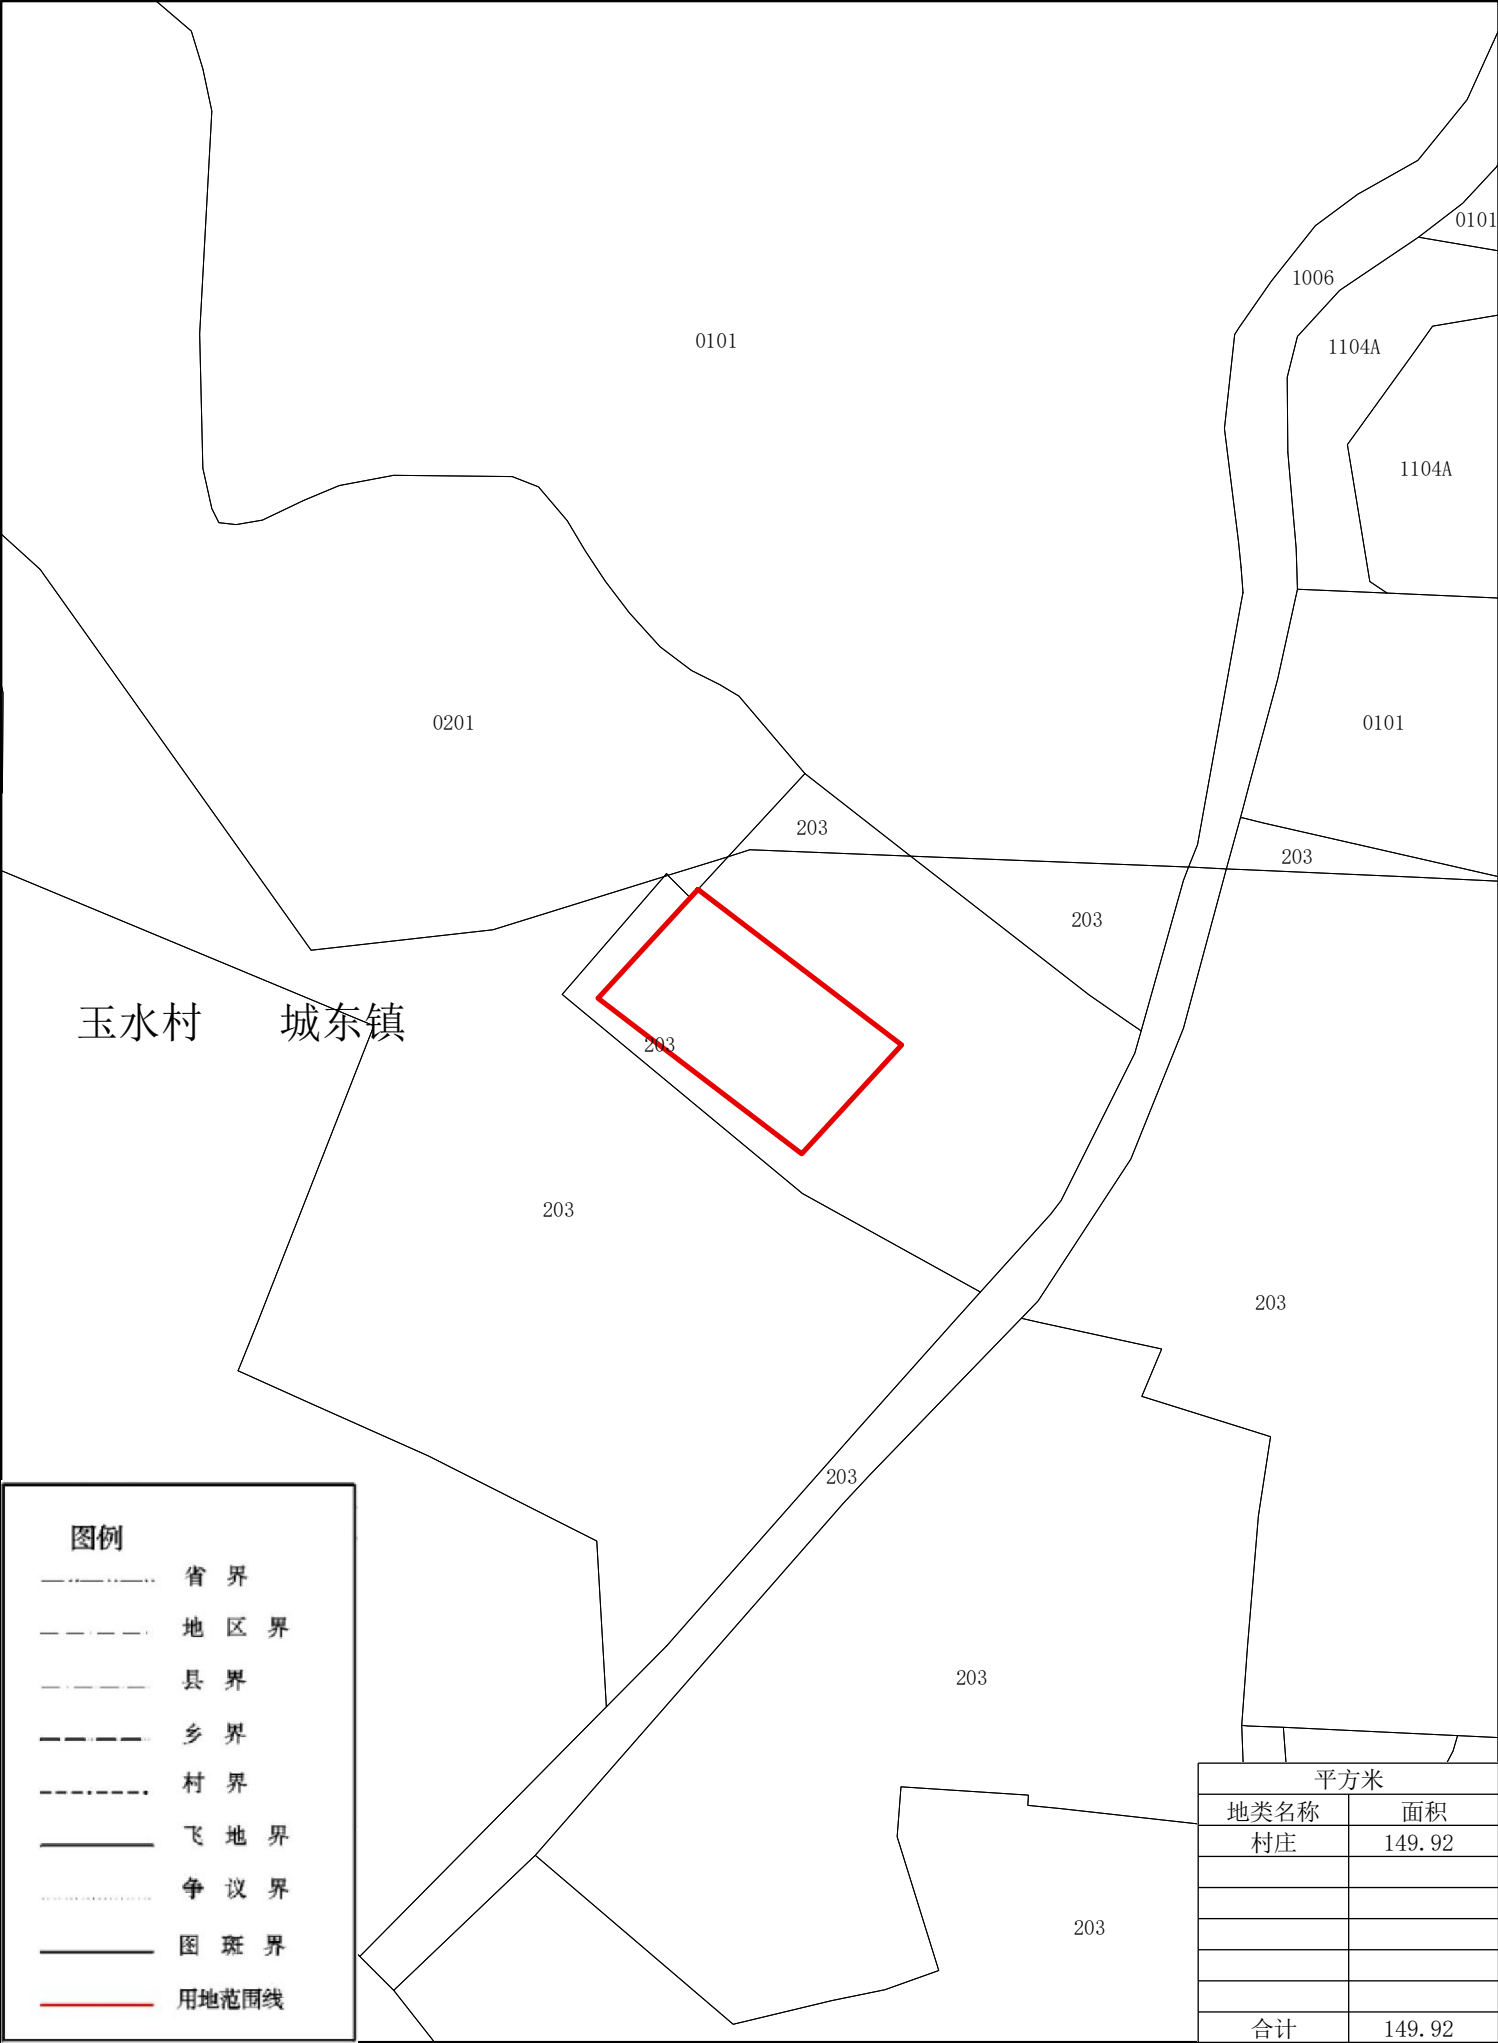 0101
1006
0101
1104A
1104A
0201
0101
203
203
203
玉水村 城东镇
203
203
203
203
203
203
图例
省 界
地 区 界
县 界
乡 界
村 界
飞 地 界
争 议 界
图 斑 界
用地范围线
平方米
地类名称 面积
村庄 149.92
合计 149.92